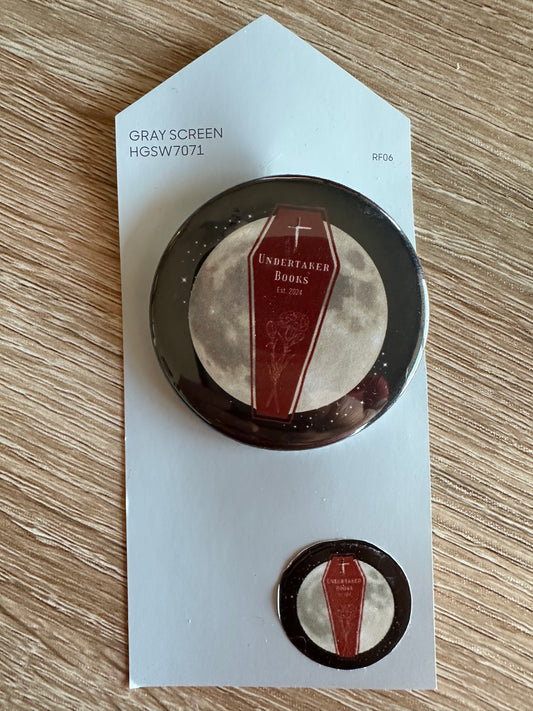 GRAY SCREEN
HGSW7071
RF06
UNDERTAKER
BOOKS
Est. 2024
UNDERTAKER
BOOKS